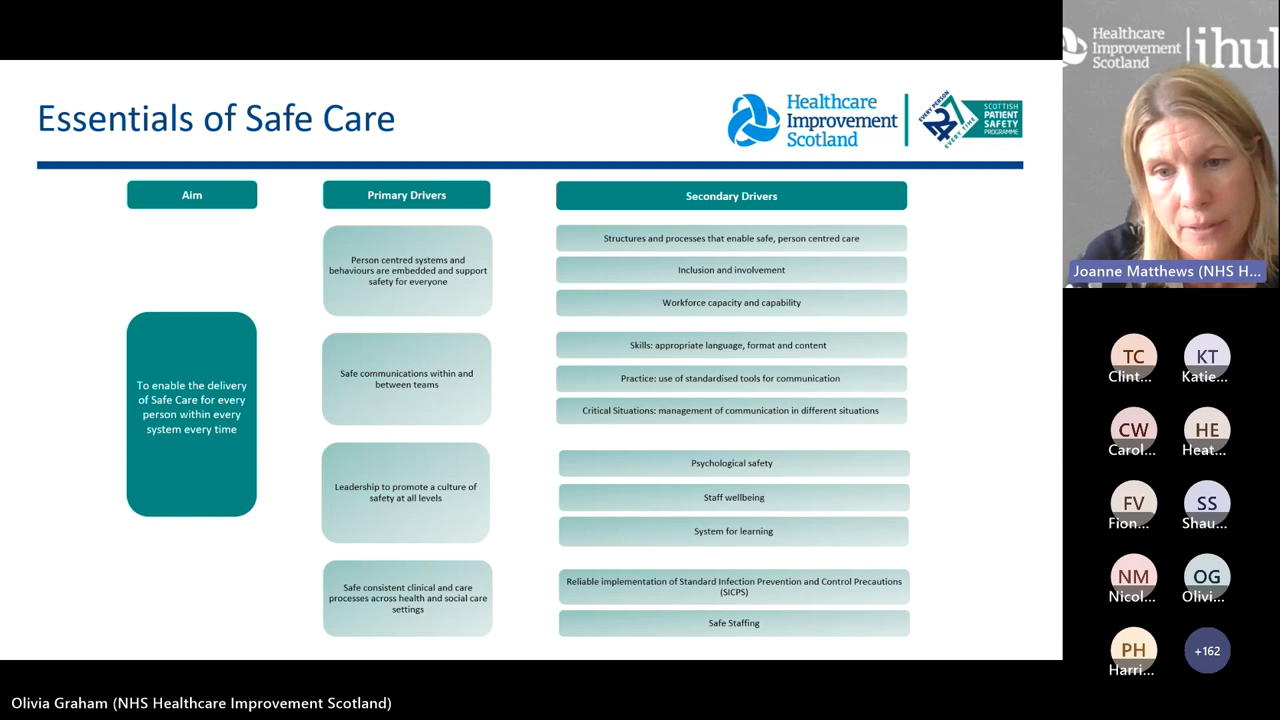 Essentials of Safe Care
Healthcare
Improvement
Scotland
EVERY PERSON
24
EVERY TIME
SCOTTISH
PATIENT
SAFETY
PROGRAMME
Aim
Primary Drivers
Secondary Drivers
To enable the delivery
of Safe Care for every
person within every
system every time
Person centred systems and
behaviours are embedded and support
safety for everyone
Structures and processes that enable safe, person centred care
Inclusion and involvement
Workforce capacity and capability
Safe communications within and
between teams
Skills: appropriate language, format and content
Practice: use of standardised tools for communication
Critical Situations: management of communication in different situations
Leadership to promote a culture of
safety at all levels
Psychological safety
Staff wellbeing
System for learning
Safe consistent clinical and care
processes across health and social care
settings
Reliable implementation of Standard Infection Prevention and Control Precautions
(SICPS)
Safe Staffing
Healthcare
Improvement
Scotland
ihu
Joanne Matthews (NHS H...
TC
Clint...
KT
Katie...
CW
Carol...
HE
Heat...
FV
Fion...
SS
Shau...
NM
Nicol...
OG
Olivi...
PH
Harri...
+162
Olivia Graham (NHS Healthcare Improvement Scotland)